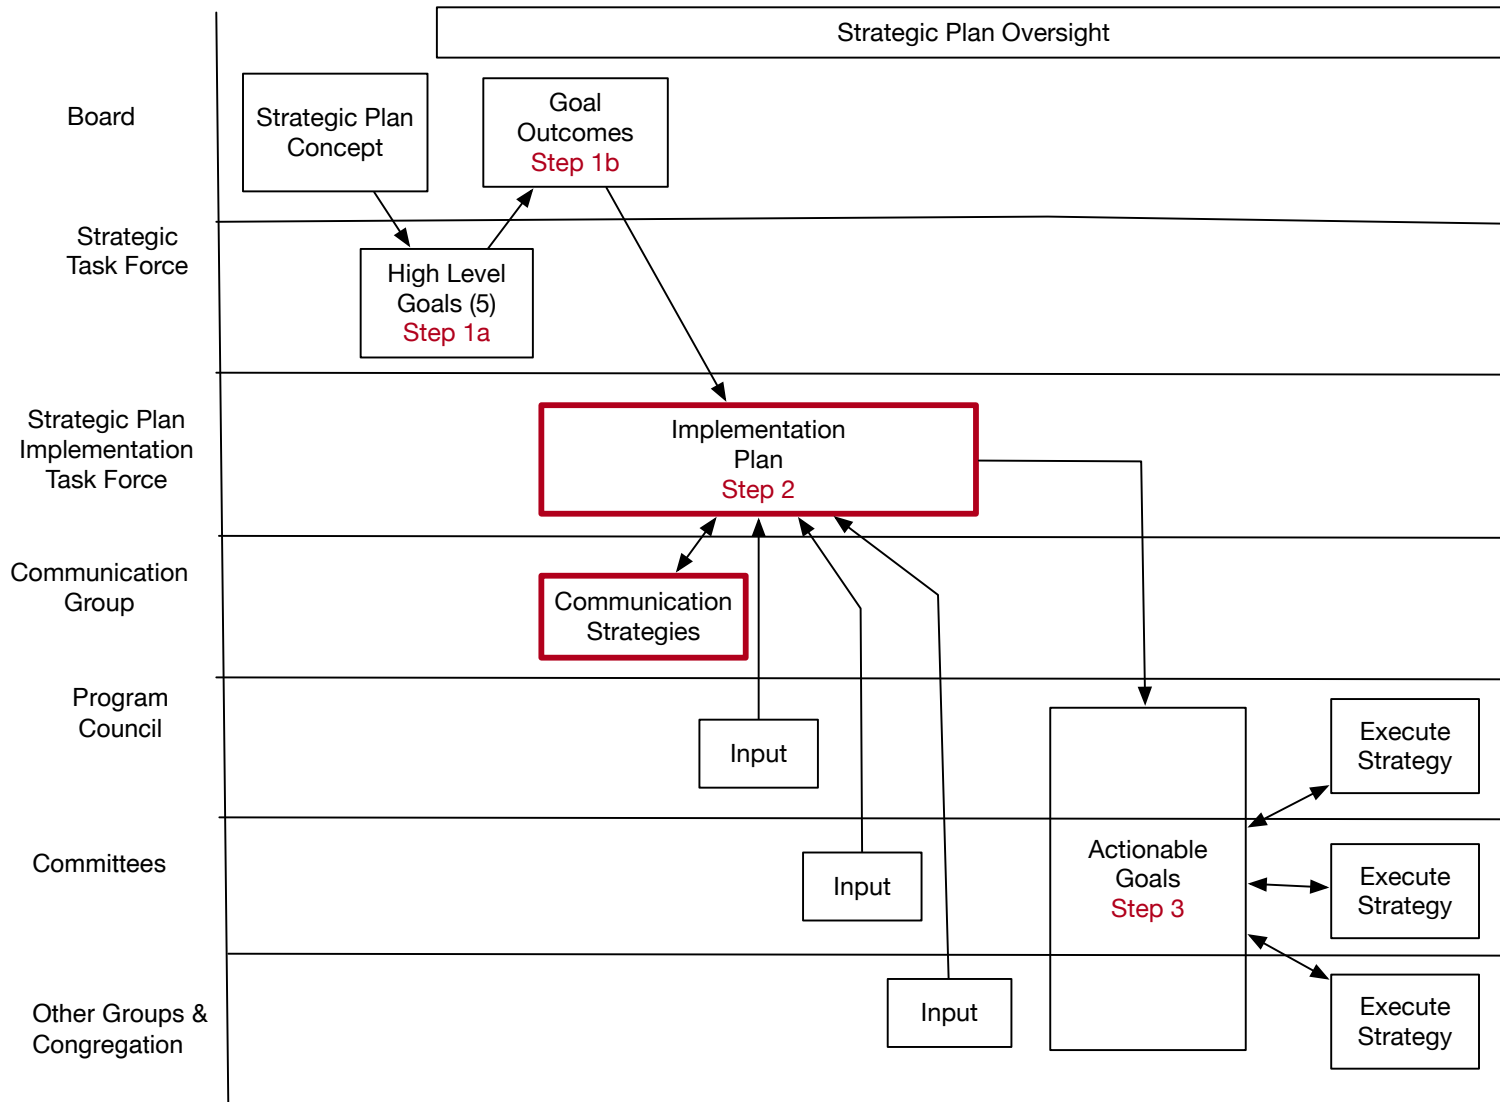 Strategic Plan Oversight
Board
Strategic Plan
Concept
Goal
Outcomes
Step 1b
Strategic
Task Force
High Level
Goals (5)
Step 1a
Strategic Plan
Implementation
Task Force
Implementation
Plan
Step 2
Communication
Group
Communication
Strategies
Program
Council
Input
Execute
Strategy
Committees
Input
Actionable
Goals
Step 3
Execute
Strategy
Other Groups &
Congregation
Input
Execute
Strategy